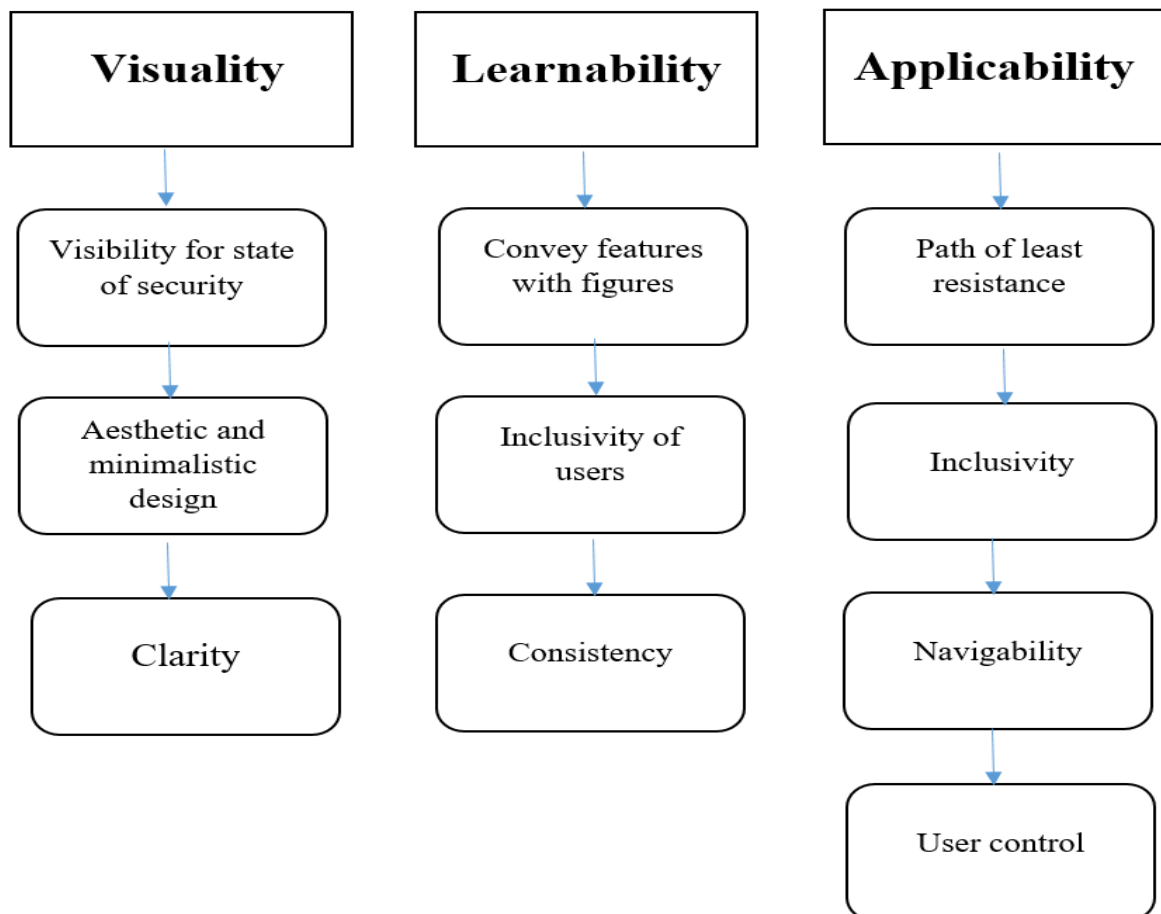 Visuality
Visibility for state
of security
Aesthetic and
minimalistic
design
Clarity
Learnability
Convey features
with figures
Inclusivity of
users
Consistency
Applicability
Path of least
resistance
Inclusivity
Navigability
User control